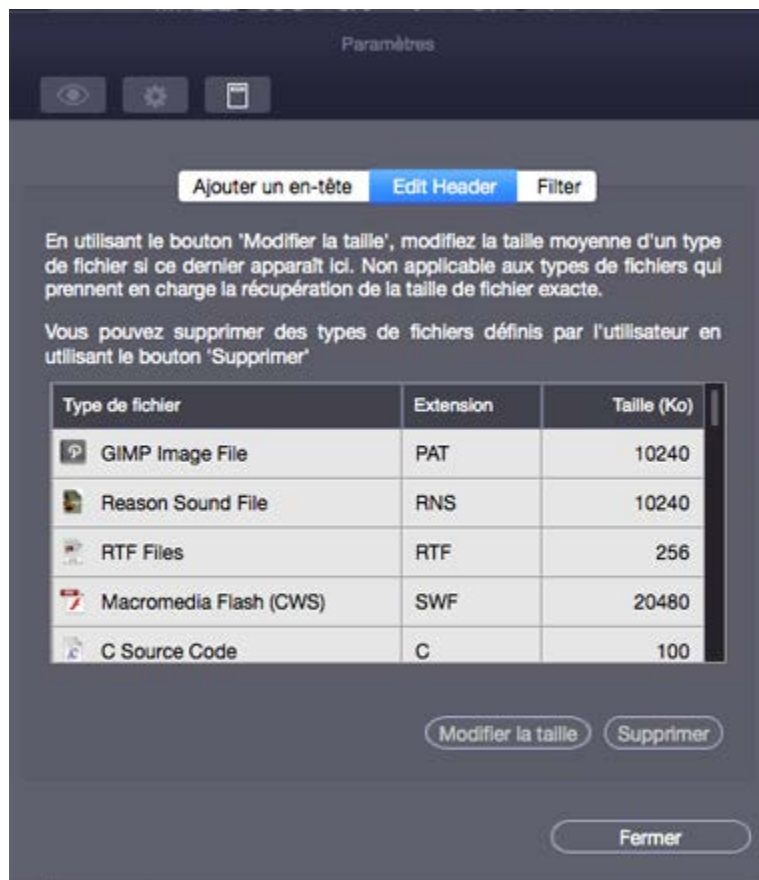 Paramètres
Ajouter un en-tête Edit Header Filter
En utilisant le bouton 'Modifier la taille', modifiez la taille moyenne d'un type
de fichier si ce dernier apparaît ici. Non applicable aux types de fichiers qui
prennent en charge la récupération de la taille de fichier exacte.
Vous pouvez supprimer des types de fichiers définis par l'utilisateur en
utilisant le bouton 'Supprimer'
Type de fichier Extension Taille (Ko)
GIMP Image File PAT 10240
Reason Sound File RNS 10240
RTF Files RTF 256
Macromedia Flash (CWS) SWF 20480
C Source Code C 100
Modifier la taille Supprimer
Fermer